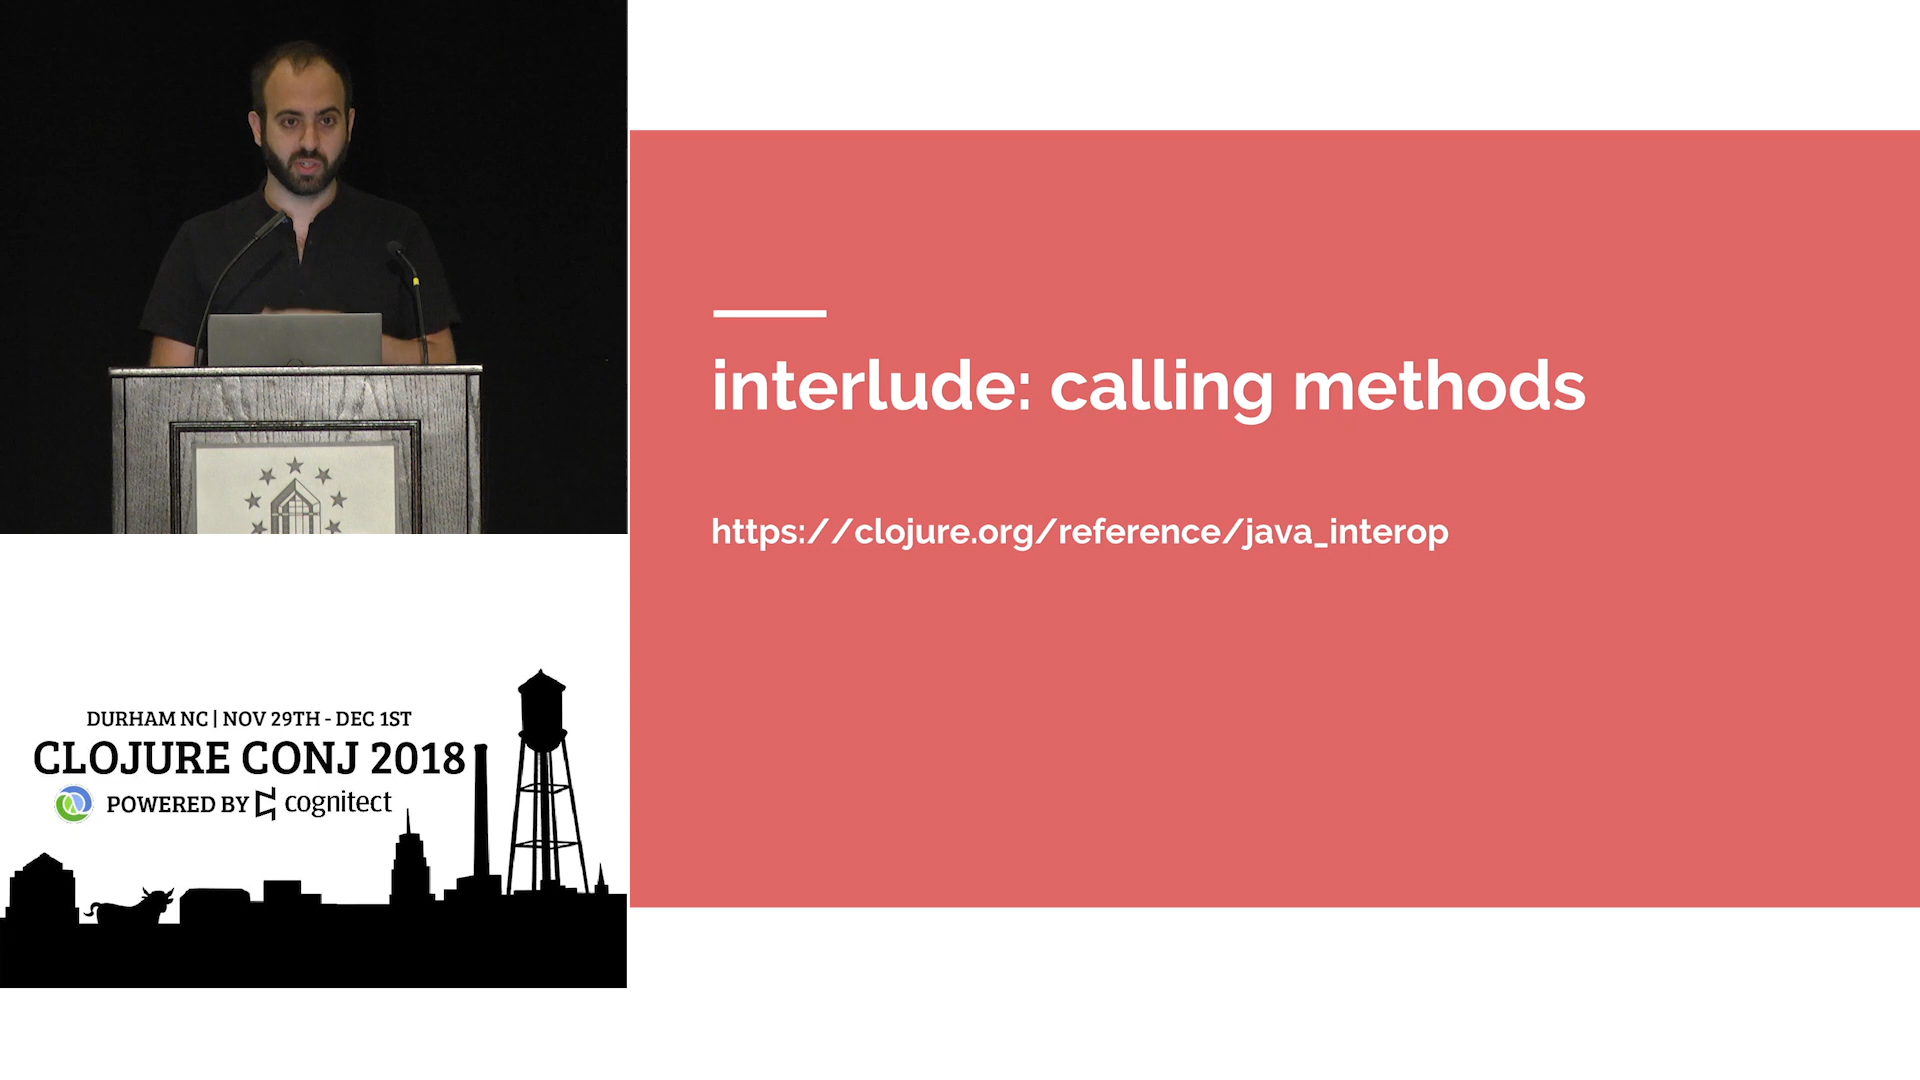 interlude: calling methods
https://clojure.org/reference/java_interop
DURHAM NC | NOV 29TH - DEC 1ST
CLOJURE CONJ 2018
POWERED BY cognitect